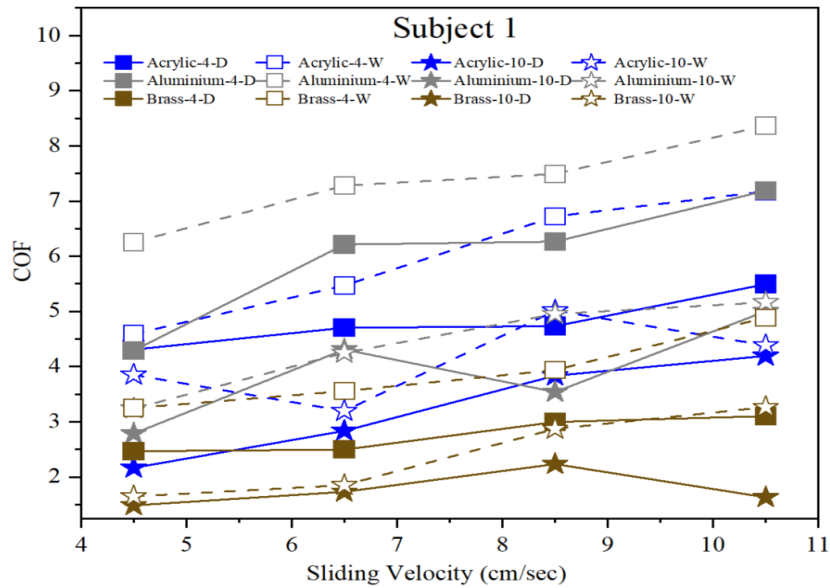 Subject 1
10
Acrylic-4-D Acrylic-4-W Acrylic-10-D Acrylic-10-W
Aluminium-4-D Aluminium-4-W Aluminium-10-D Aluminium-10-W
Brass-4-D Brass-4-W Brass-10-D Brass-10-W
9
8
7
6
5
4
3
2
COF
4 5 6 7 8 9 10 11
Sliding Velocity (cm/sec)